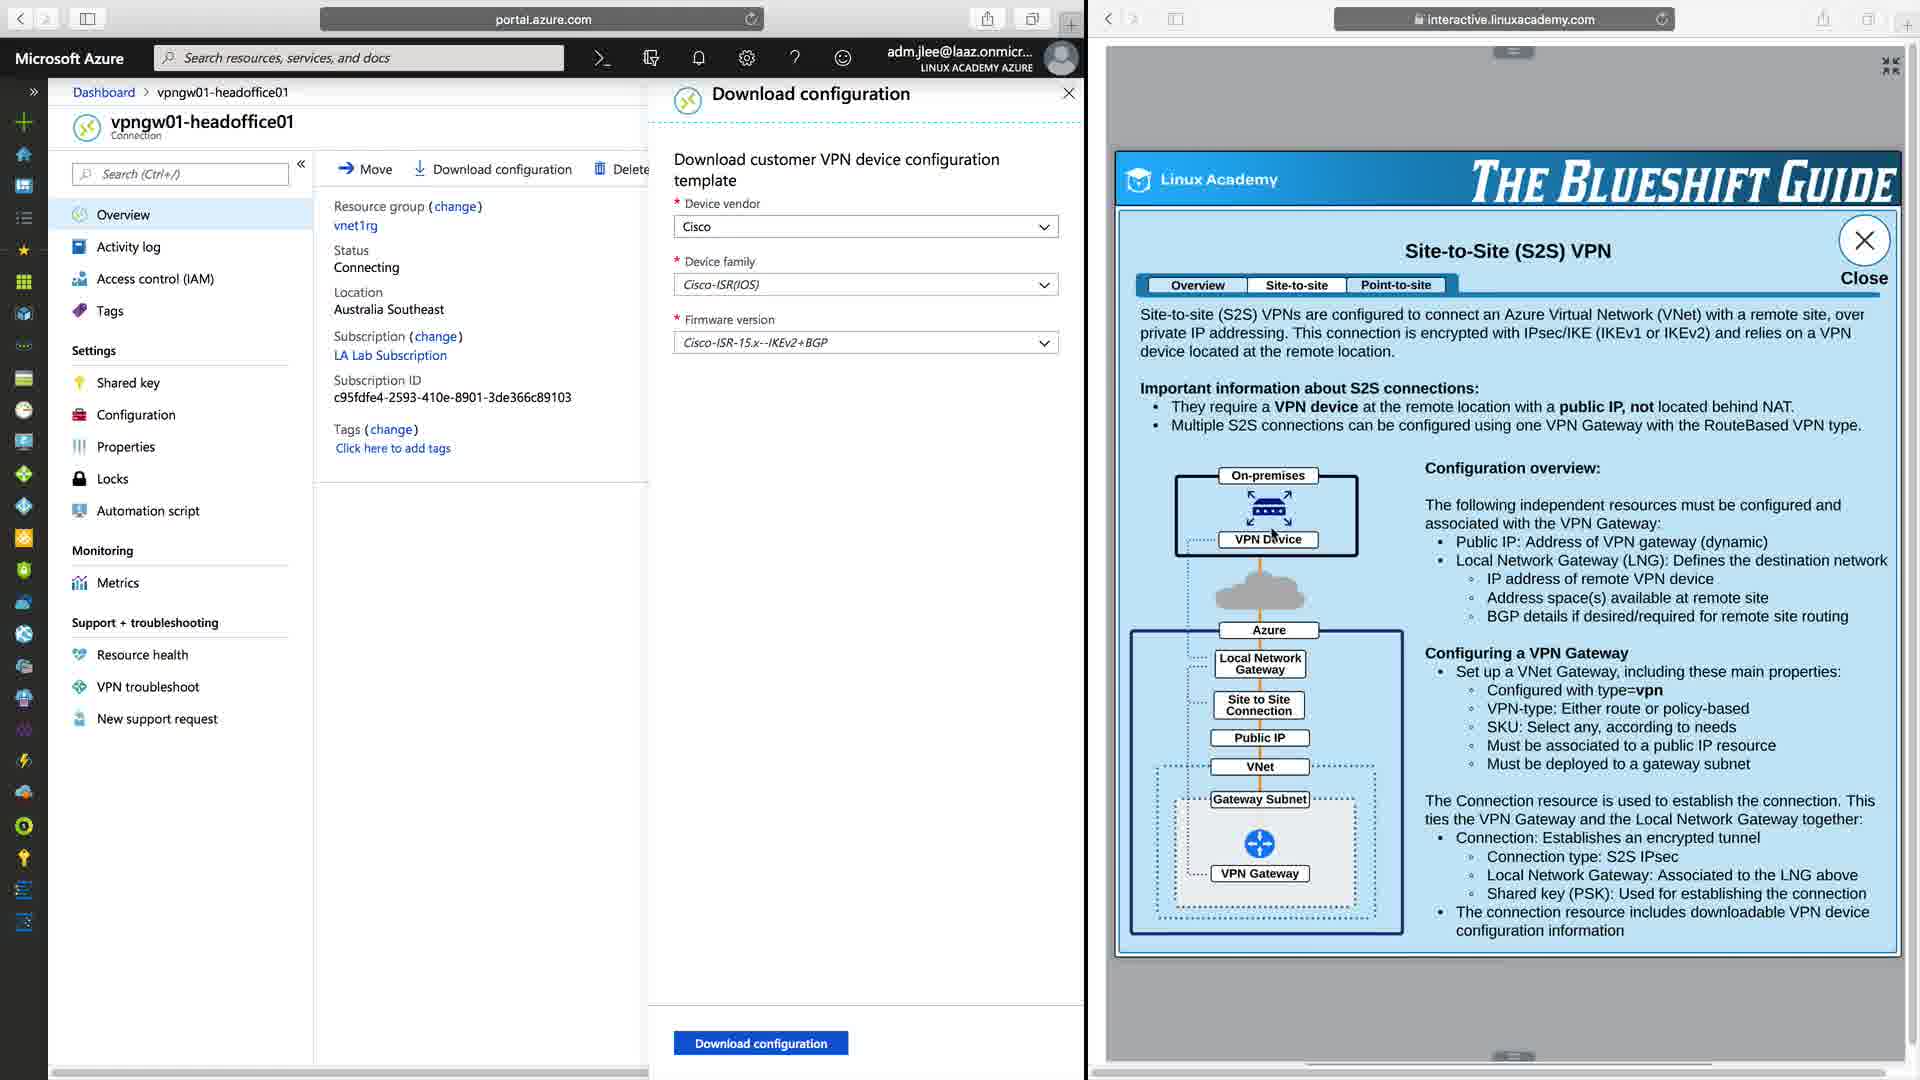 portal.azure.com
Microsoft Azure
Search resources, services, and docs
adm.jlee@laaz.onmicr...
LINUX ACADEMY AZURE
Dashboard > vpngw01-headoffice01
vpngw01-headoffice01
Connection
Search (Ctrl+/)
Overview
Activity log
Access control (IAM)
Tags
Settings
Shared key
Configuration
Properties
Locks
Automation script
Monitoring
Metrics
Support + troubleshooting
Resource health
VPN troubleshoot
New support request
Move
Download configuration
Delete
Resource group (change)
vnet1rg
Status
Connecting
Location
Australia Southeast
Subscription (change)
LA Lab Subscription
Subscription ID
c95fdfe4-2593-410e-8901-3de366c89103
Tags (change)
Click here to add tags
Download configuration
Download customer VPN device configuration
template
* Device vendor
Cisco
* Device family
Cisco-ISR(IOS)
* Firmware version
Cisco-ISR-15.x--IKEv2+BGP
Download configuration
interactive.linuxacademy.com
Linux Academy
THE BLUESHIFT GUIDE
Site-to-Site (S2S) VPN
Close
Overview
Site-to-site
Point-to-site
Site-to-site (S2S) VPNs are configured to connect an Azure Virtual Network (VNet) with a remote site, over
private IP addressing. This connection is encrypted with IPsec/IKE (IKEv1 or IKEv2) and relies on a VPN
device located at the remote location.
Important information about S2S connections:
• They require a VPN device at the remote location with a public IP, not located behind NAT.
• Multiple S2S connections can be configured using one VPN Gateway with the RouteBased VPN type.
On-premises
VPN Device
Azure
Local Network
Gateway
Site to Site
Connection
Public IP
VNet
Gateway Subnet
VPN Gateway
Configuration overview:
The following independent resources must be configured and
associated with the VPN Gateway:
• Public IP: Address of VPN gateway (dynamic)
• Local Network Gateway (LNG): Defines the destination network
◦ IP address of remote VPN device
◦ Address space(s) available at remote site
◦ BGP details if desired/required for remote site routing
Configuring a VPN Gateway
• Set up a VNet Gateway, including these main properties:
◦ Configured with type=vpn
◦ VPN-type: Either route or policy-based
◦ SKU: Select any, according to needs
◦ Must be associated to a public IP resource
◦ Must be deployed to a gateway subnet
The Connection resource is used to establish the connection. This
ties the VPN Gateway and the Local Network Gateway together:
• Connection: Establishes an encrypted tunnel
◦ Connection type: S2S IPsec
◦ Local Network Gateway: Associated to the LNG above
◦ Shared key (PSK): Used for establishing the connection
• The connection resource includes downloadable VPN device
configuration information